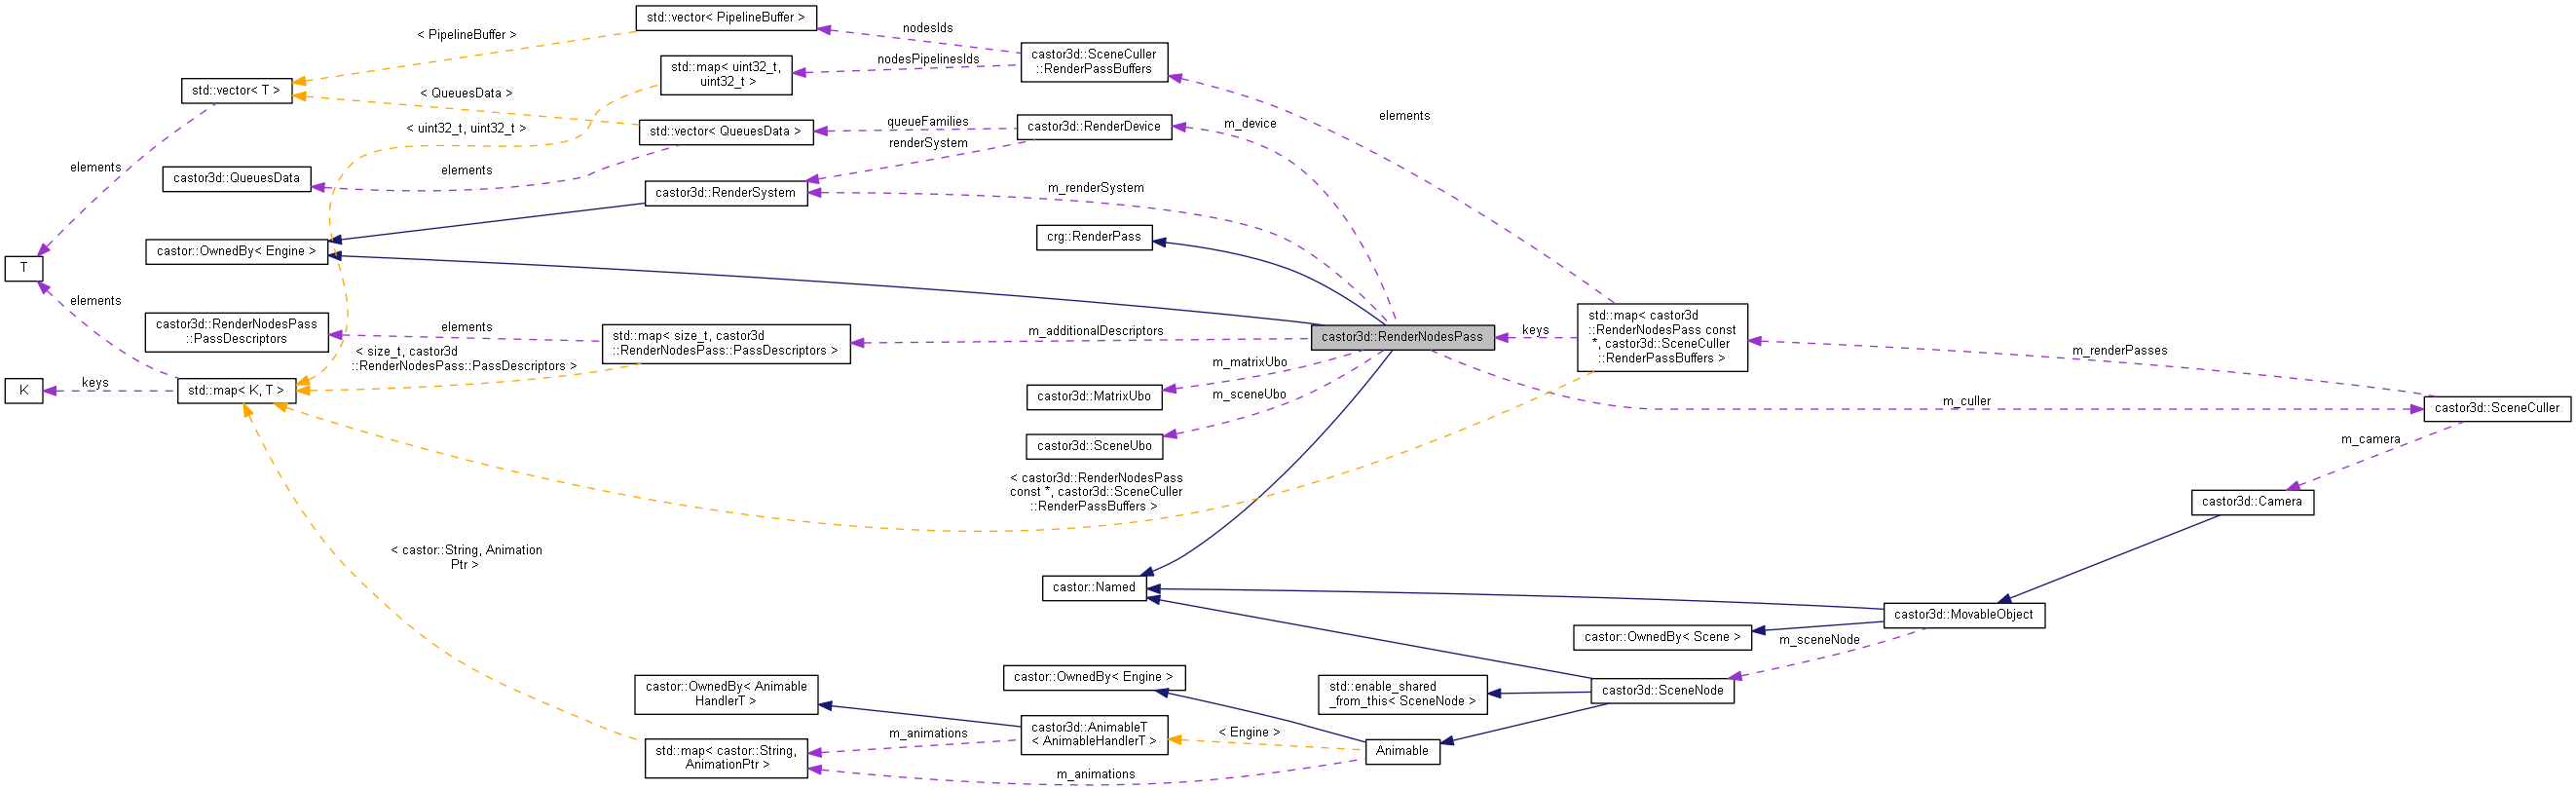 std::vector< PipelineBuffer >
nodesIds
< PipelineBuffer >
castor3d::SceneCuller
::RenderPassBuffers
nodesPipelinesIds
std::map< uint32_t,
uint32_t >
std::vector< T >
< QueuesData >
elements
< uint32_t, uint32_t >
std::vector< QueuesData >
queueFamilies
castor3d::RenderDevice
m_device
renderSystem
elements
elements
castor3d::QueuesData
castor3d::RenderSystem
m_renderSystem
castor.::OwnedBy< Engine >
crg::RenderPass
T
elements
castor3d::RenderNodesPass
::PassDescriptors
elements
std::map< size_t, castor3d
::RenderNodesPass::PassDescriptors >
m_additionalDescriptors
castor3d::RenderNodesPass
keys
std::map< castor3d
::RenderNodesPass const
*, castor3d::SceneCuller
::RenderPassBuffers >
m_renderPasses
< size_t, castor3d
::RenderNodesPass::PassDescriptors >
m_matrixUbo
K
keys
std::map< K, T >
castor3d::MatrixUbo
m_sceneUbo
m_culler
castor3d::SceneCuller
castor3d::SceneUbo
m_camera
< castor3d::RenderNodesPass
const *, castor3d::SceneCuller
::RenderPassBuffers >
castor3d::Camera
< castor::String, Animation
Ptr >
castor::Named
castor3d::MovableObject
castor::OwnedBy< Scene >
m_sceneNode
castor::OwnedBy< Animable
HandlerT >
castor::OwnedBy< Engine >
std::enable_shared
_from_this< SceneNode >
castor3d::SceneNode
m_animations
castor3d::AnimableT
< AnimableHandlerT >
< Engine >
std::map< castor::String,
AnimationPtr >
Animable
m_animations